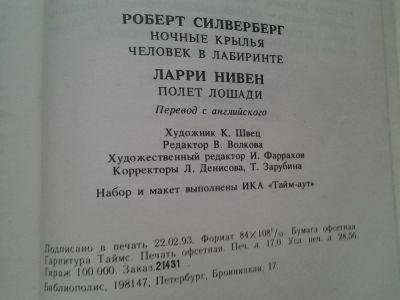 РОБЕРТ СИЛВЕРБЕРГ
НОЧНЫЕ КРЫЛЬЯ
ЧЕЛОВЕК В ЛАБИРИНТЕ
ЛАРРИ НИВЕН
ПОЛЕТ ЛОШАДИ
Перевод с английского
Художник К. Швец
Редактор В. Волкова
Художественный редактор И. Фаррахов
Корректоры Л. Денисова, Т. Зарубина
Набор и макет выполнены ИКА «Тайм-аут»
Подписано в печать 22.02.93. Формат 84×108¹/₃₂. Бумага офсетная.
Гарнитура Таймс. Печать офсетная. Печ. л. 17,0. Усл. печ. л. 28,56.
Тираж 100 000. Заказ 21431
Библиополис, 198147, Петербург, Бронницкая, 17.